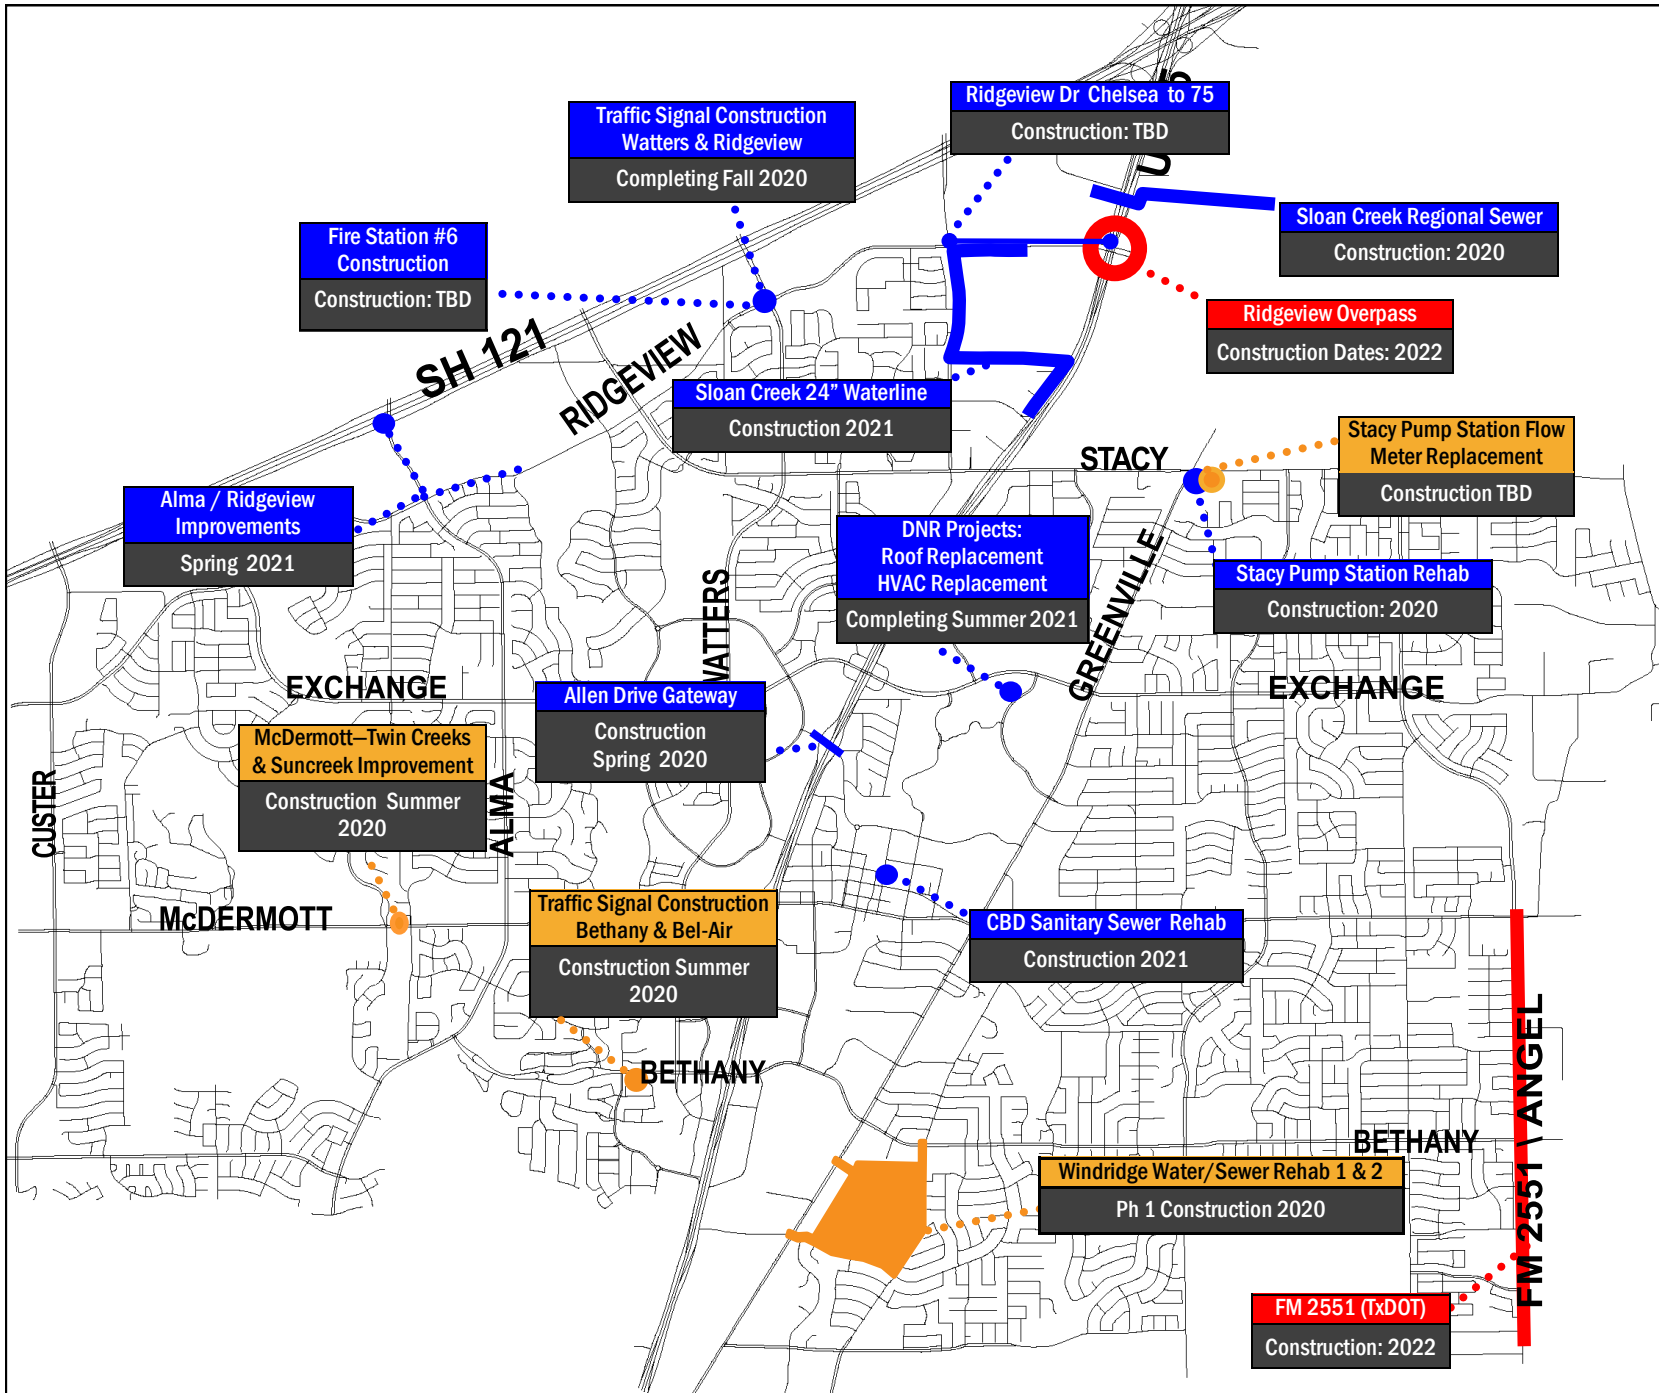 US 75
Ridgeview Dr Chelsea to 75
Construction: TBD
Traffic Signal Construction
Watters & Ridgeview
Completing Fall 2020
Sloan Creek Regional Sewer
Construction: 2020
Fire Station #6
Construction
Construction: TBD
Ridgeview Overpass
Construction Dates: 2022
SH 121
RIDGEVIEW
Sloan Creek 24” Waterline
Construction 2021
STACY
Stacy Pump Station Flow
Meter Replacement
Construction TBD
Alma / Ridgeview
Improvements
Spring 2021
DNR Projects:
Roof Replacement
HVAC Replacement
Completing Summer 2021
GREENVILLE
Stacy Pump Station Rehab
Construction: 2020
WATTERS
EXCHANGE
EXCHANGE
Allen Drive Gateway
Construction
Spring 2020
McDermott—Twin Creeks
& Suncreek Improvement
Construction Summer
2020
CUSTER
ALMA
McDERMOTT
Traffic Signal Construction
Bethany & Bel-Air
Construction Summer
2020
CBD Sanitary Sewer Rehab
Construction 2021
BETHANY
BETHANY
FM 2551 \ ANGEL
Windridge Water/Sewer Rehab 1 & 2
Ph 1 Construction 2020
FM 2551 (TxDOT)
Construction: 2022